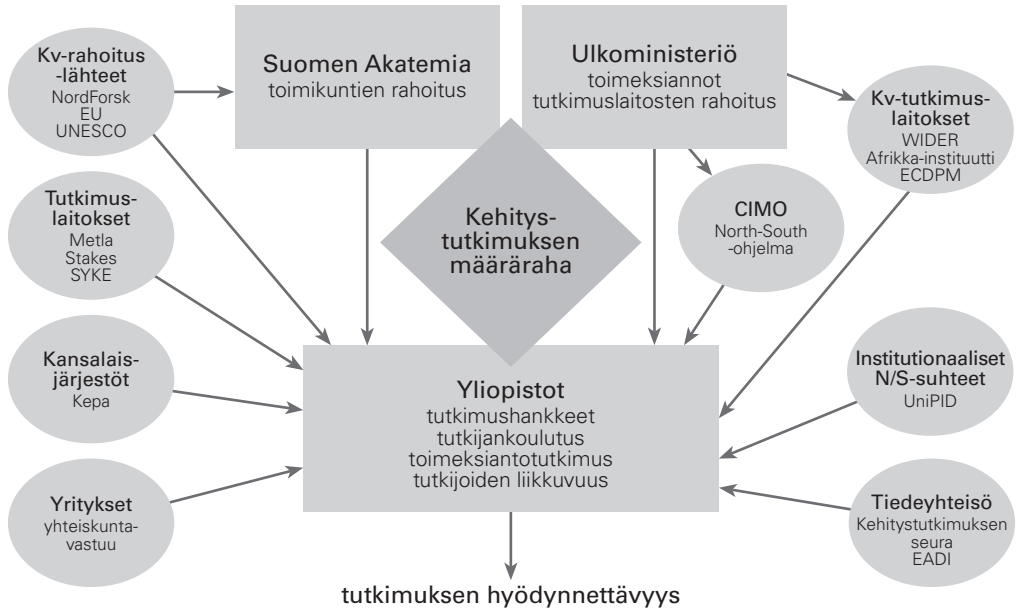 Kv-rahoitus
-lähteet
NordForsk
EU
UNESCO
Suomen Akatemia
toimikuntien rahoitus
Ulkoministeriö
toimeksiannot
tutkimuslaitosten rahoitus
Kv-tutkimus-
laitokset
WIDER
Afrikka-instituutti
ECDPM
Tutkimus-
laitokset
Metla
Stakes
SYKE
Kehitys-
tutkimuksen
määräraha
CIMO
North-South
-ohjelma
Kansalais-
järjestöt
Kepa
Yliopistot
tutkimushankkeet
tutkijankoulutus
toimeksiantotutkimus
tutkijoiden liikkuvuus
Institutionaaliset
N/S-suhteet
UniPID
Yritykset
yhteiskunta-
vastuu
Tiedeyhteisö
Kehitystutkimuksen
seura
EADI
tutkimuksen hyödynnettävyys